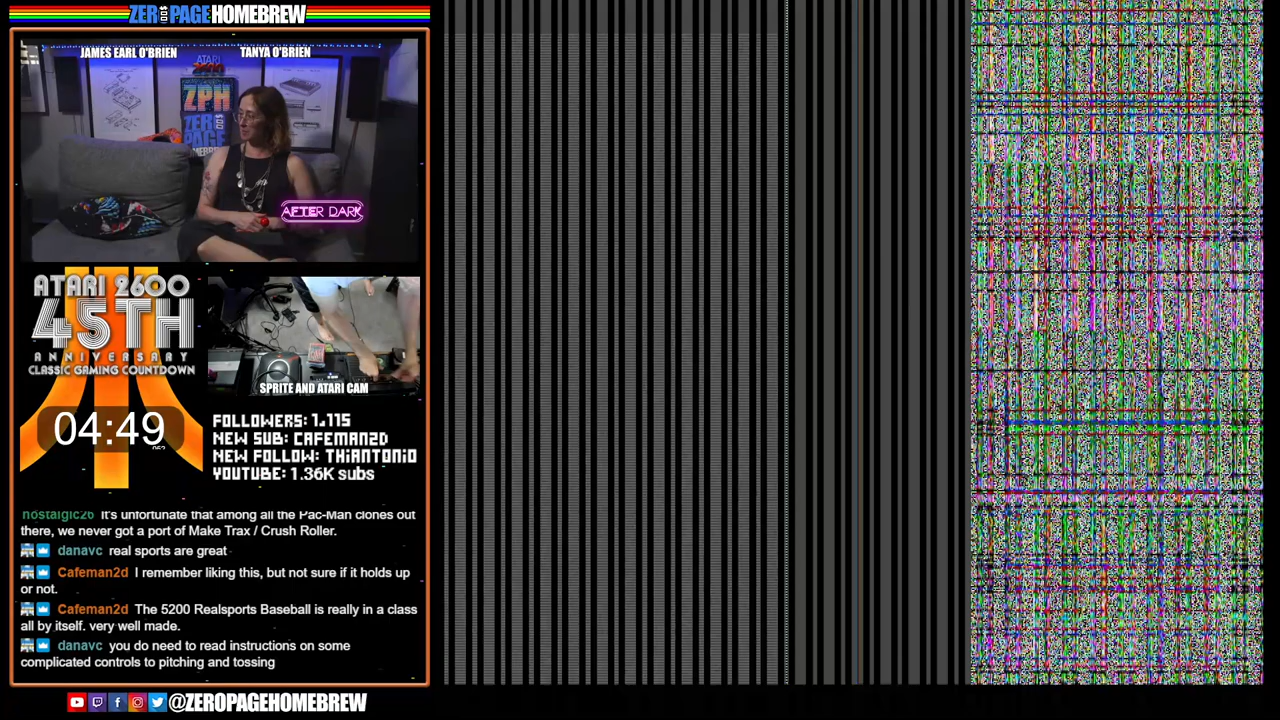 ZERO PAGE HOMEBREW
JAMES EARL O'BRIEN
TANYA O'BRIEN
ATARI
ZPH
ZERO
PAGE
AFTER DARK
ATARI 2600
45TH
ANNIVERSARY
CLASSIC GAMING COUNTDOWN
04:49
SPRITE AND ATARI CAM
FOLLOWERS: 1,115
NEW SUB: CAFEMAN2D
NEW FOLLOW: THIANTONIO
YOUTUBE: 1.36K subs
nostalgic26 It's unfortunate that among all the Pac-Man clones out
there, we never got a port of Make Trax / Crush Roller.
danavc real sports are great
Cafeman2d I remember liking this, but not sure if it holds up
or not.
Cafeman2d The 5200 Realsports Baseball is really in a class
all by itself. very well made.
danavc you do need to read instructions on some
complicated controls to pitching and tossing
@ZEROPAGEHOMEBREW